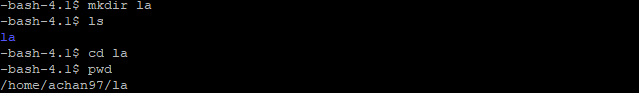 -bash-4.1$ mkdir la
-bash-4.1$ ls
la
-bash-4.1$ cd la
-bash-4.1$ pwd
/home/achan97/la